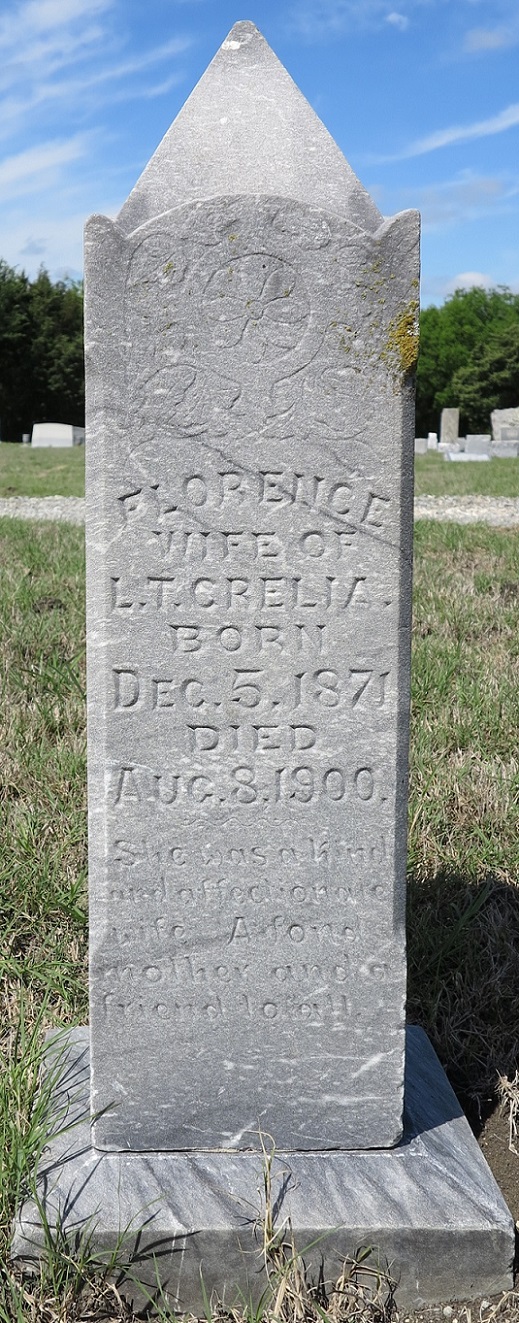 FLORENCE
WIFE OF
L.T. CRELIA.
BORN
DEC. 5. 1871
DIED
AUG. 8. 1900.
She was a kind
and affectionate
wife A fond
mother and a
friend to all.